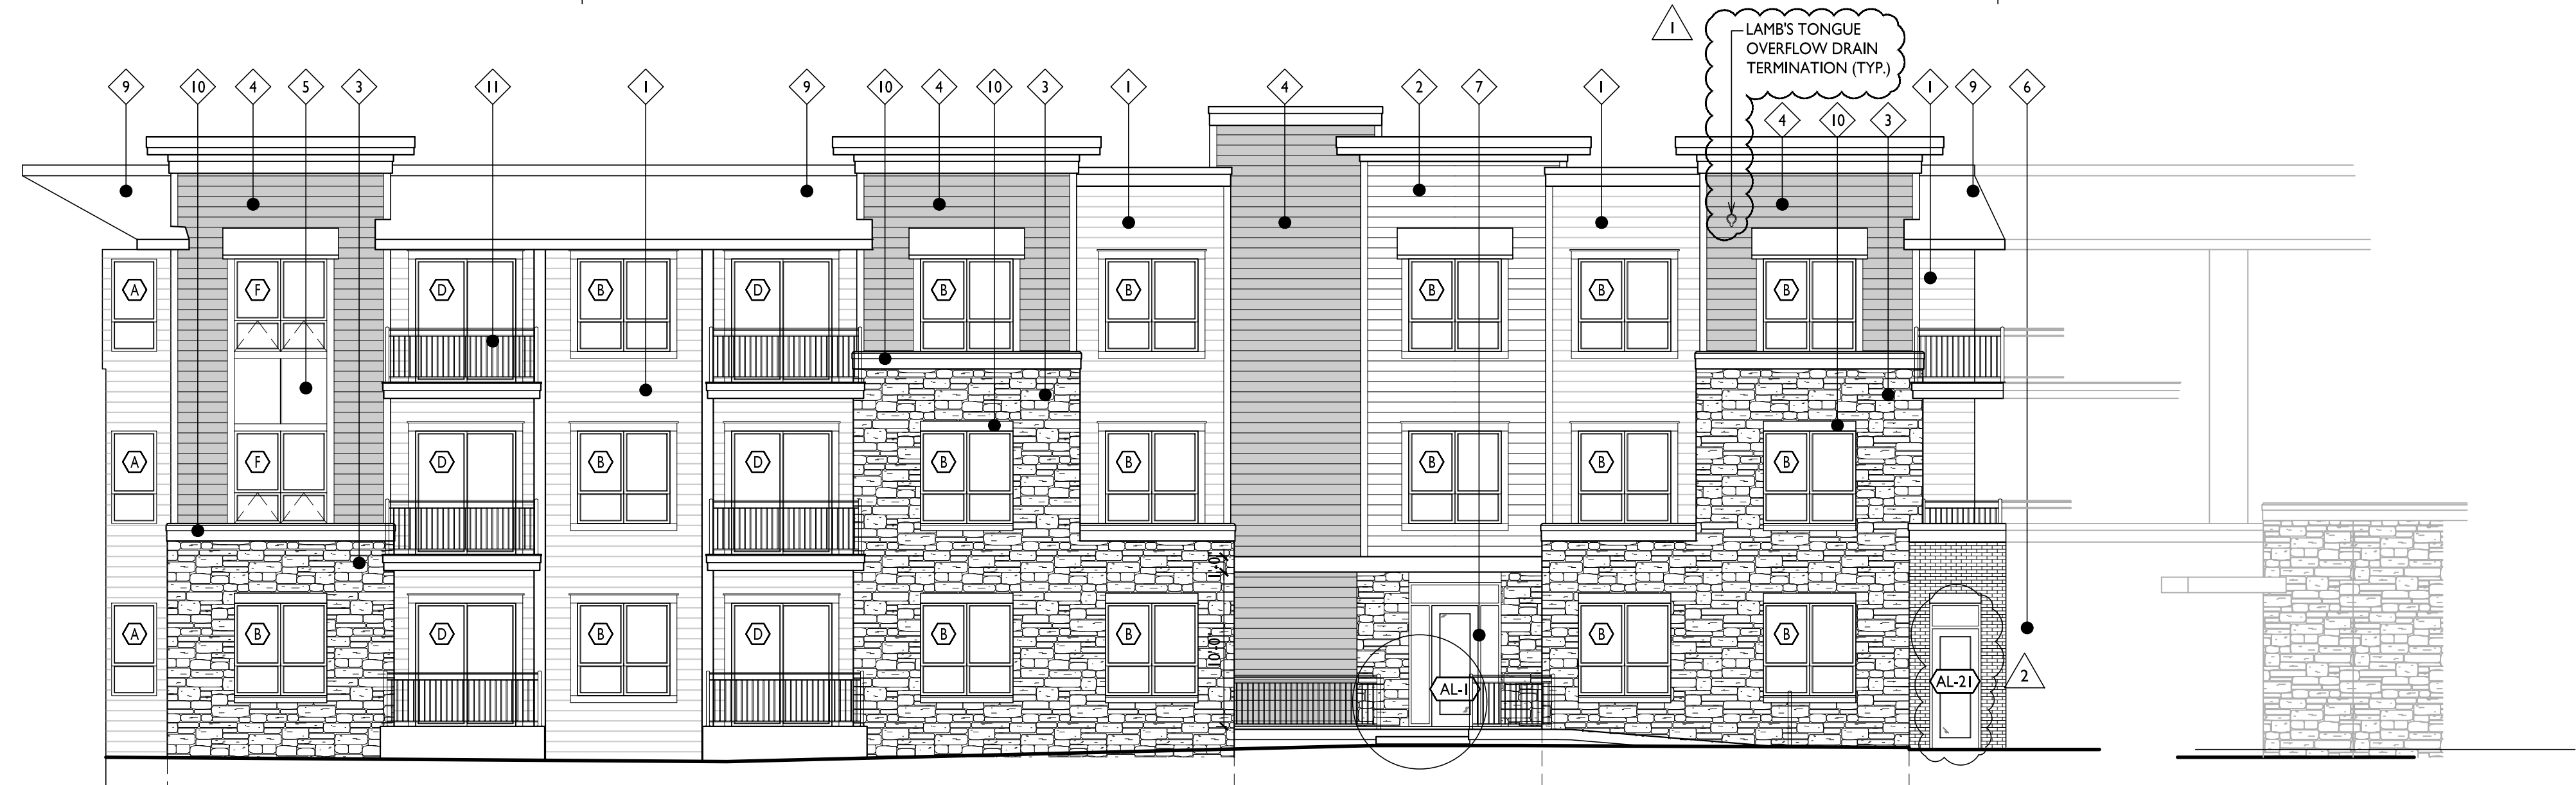 1
LAMB'S TONGUE
OVERFLOW DRAIN
TERMINATION (TYP.)
9 10 4 5 3 11 1 9 10 4 10 3 1 4 2 7 1 1 9 6
4 10 3
A F D B D B B B B B
A F D B D B B B B B
1'-0"
A B D B D B B B B
10'-0"
AL-1 AL-21 2